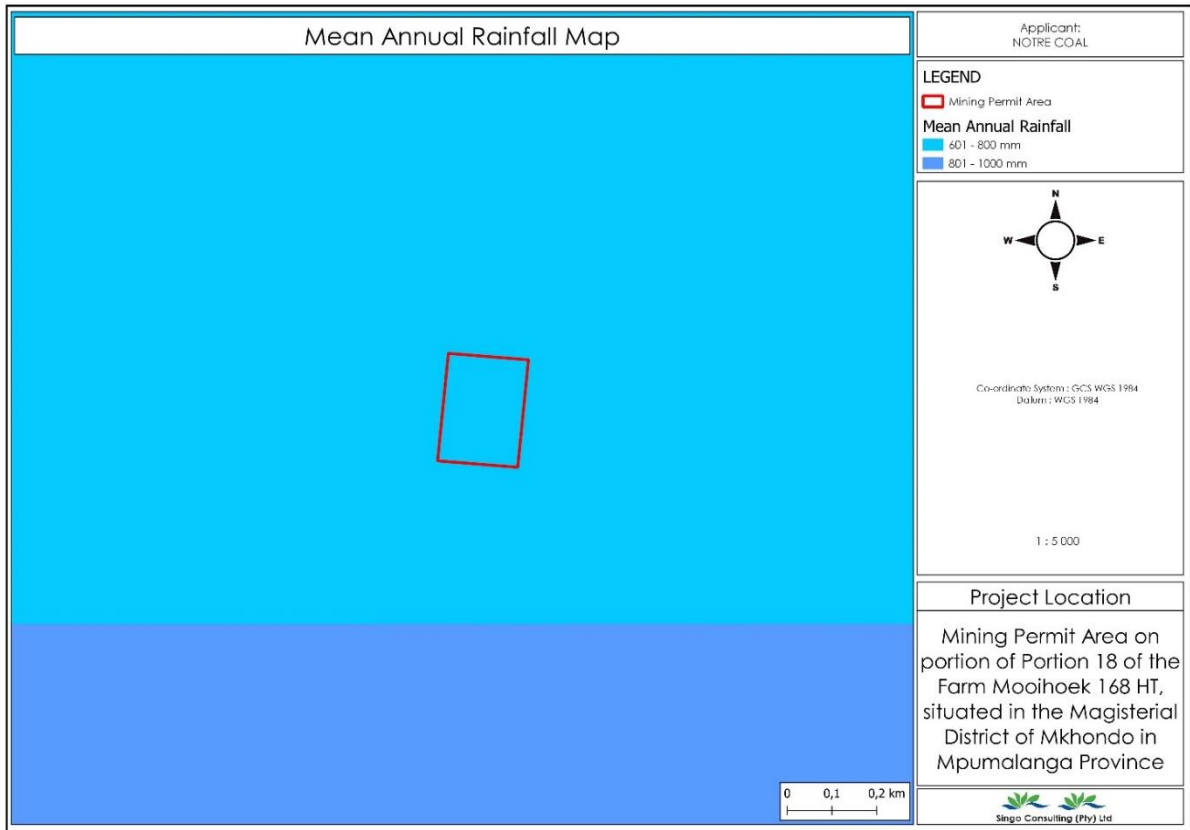 Mean Annual Rainfall Map
Applicant:
NOTRE COAL
LEGEND
Mining Permit Area
Mean Annual Rainfall
601 - 800 mm
801 - 1000 mm
N
W
E
S
Co-ordinate System : GCS WGS 1984
Datum : WGS 1984
1 : 5 000
Project Location
Mining Permit Area on
portion of Portion 18 of the
Farm Mooihoek 168 HT,
situated in the Magisterial
District of Mkhondo in
Mpumalanga Province
0 0,1 0,2 km
Singo Consulting (Pty) Ltd